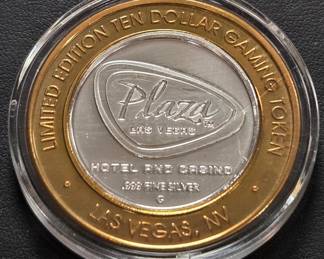 LIMITED EDITION TEN DOLLAR GAMING TOKEN
Plaza
LAS VEGAS
HOTEL AND CASINO
.999 FINE SILVER
G
LAS VEGAS, NV